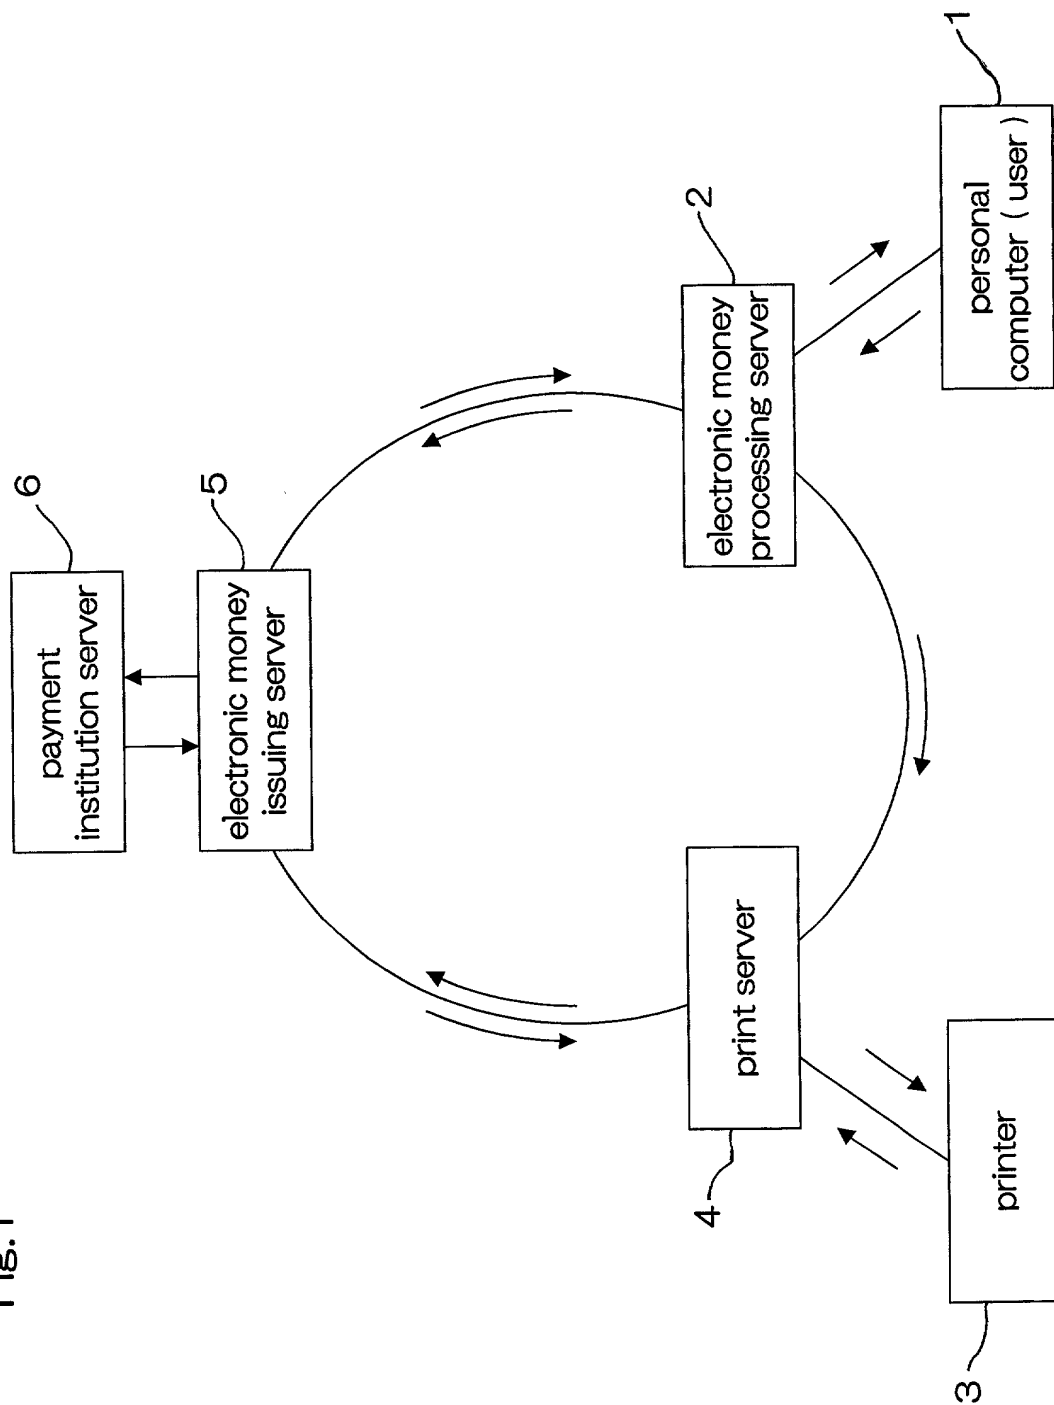 Fig.1
6
payment
institution server
5
electronic money
issuing server
2
electronic money
processing server
1
personal
computer ( user )
4
print server
3
printer